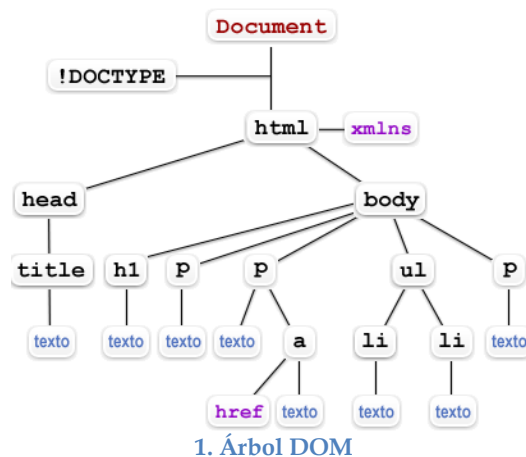 Document
!DOCTYPE
html xmlns
head body
title h1 p p ul p
texto texto texto texto a li li texto
href texto texto texto
1. Árbol DOM